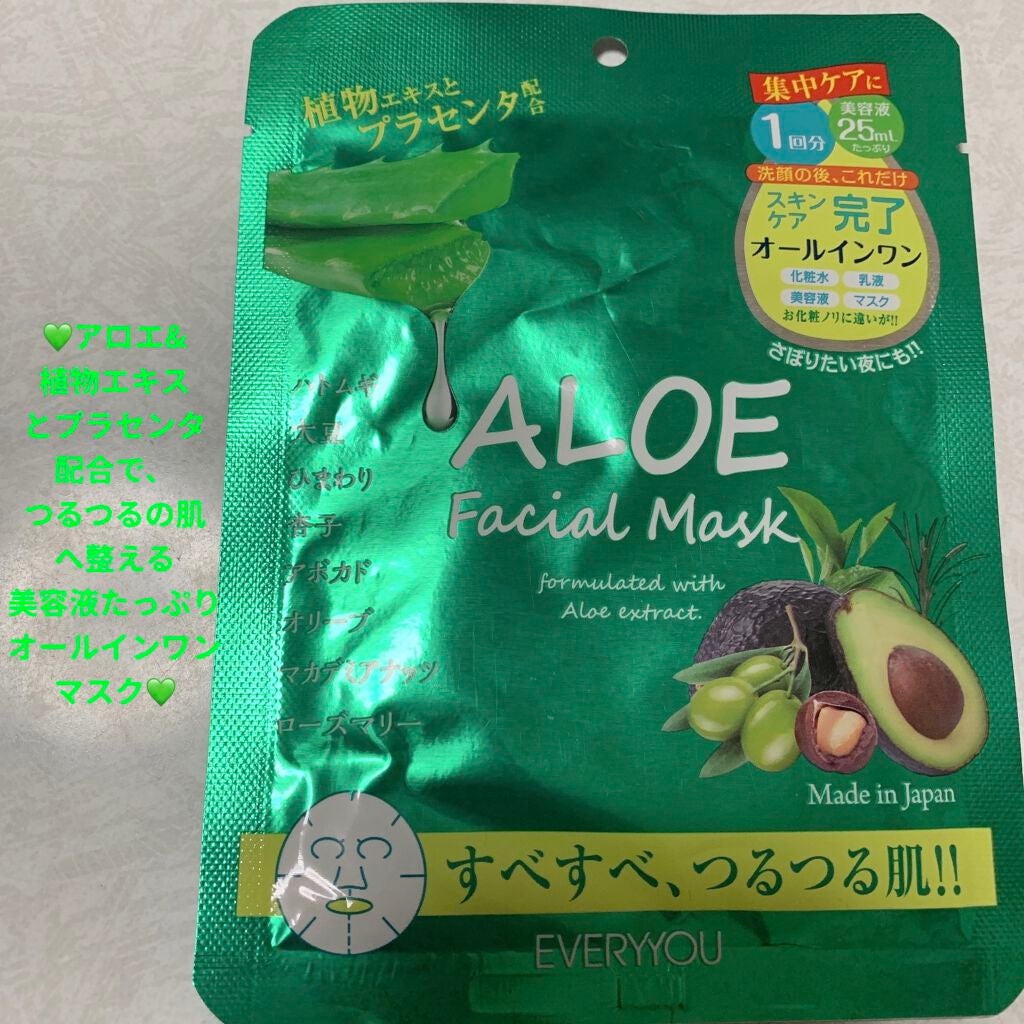 植物エキスと
プラセンタ配合
集中ケアに
1回分
美容液
25mL
たっぷり
洗顔の後、これだけ
スキンケア 完了
オールインワン
化粧水 乳液
美容液 マスク
お化粧ノリに違いが!!
さぼりたい夜にも!!
💚アロエ&
植物エキス
とプラセンタ
配合で、
つるつるの肌
へ整える
美容液たっぷり
オールインワン
マスク💚
ハトムギ
大豆
ひまわり
杏子
アボカド
オリーブ
マカデミアナッツ
ローズマリー
ALOE
Facial Mask
formulated with
Aloe extract.
Made in Japan
すべすべ、つるつる肌!!
EVERYYOU